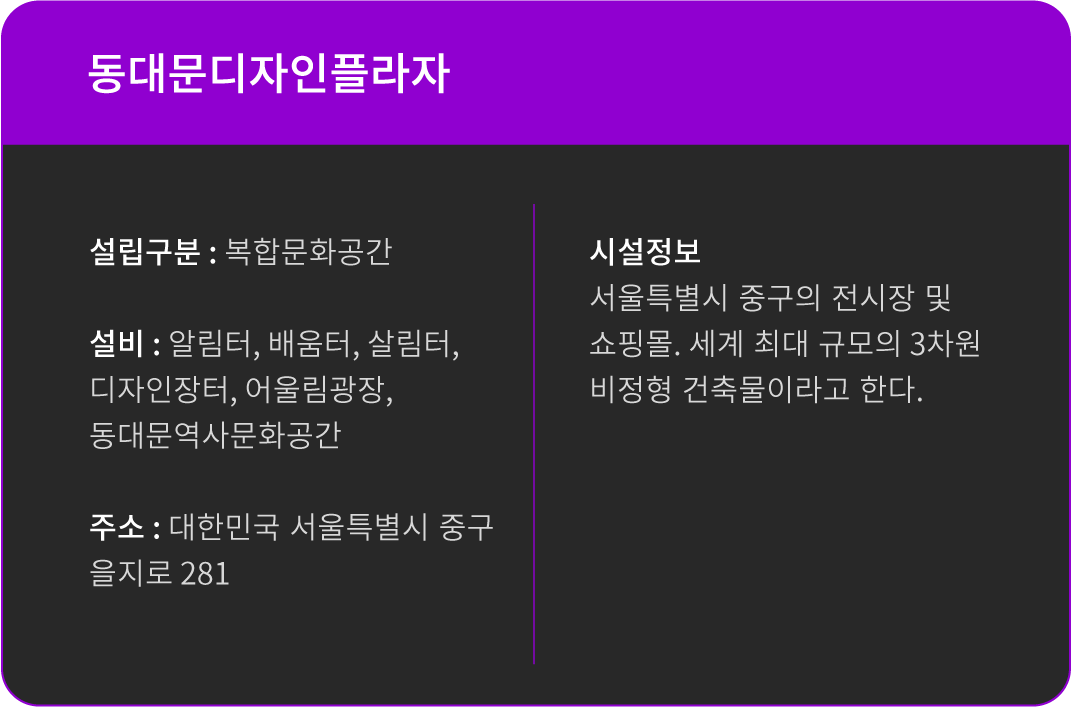 동대문디자인플라자
설립구분 : 복합문화공간
설비 : 알림터, 배움터, 살림터,
디자인장터, 어울림광장,
동대문역사문화공간
주소 : 대한민국 서울특별시 중구
을지로 281
시설정보
서울특별시 중구의 전시장 및
쇼핑몰. 세계 최대 규모의 3차원
비정형 건축물이라고 한다.